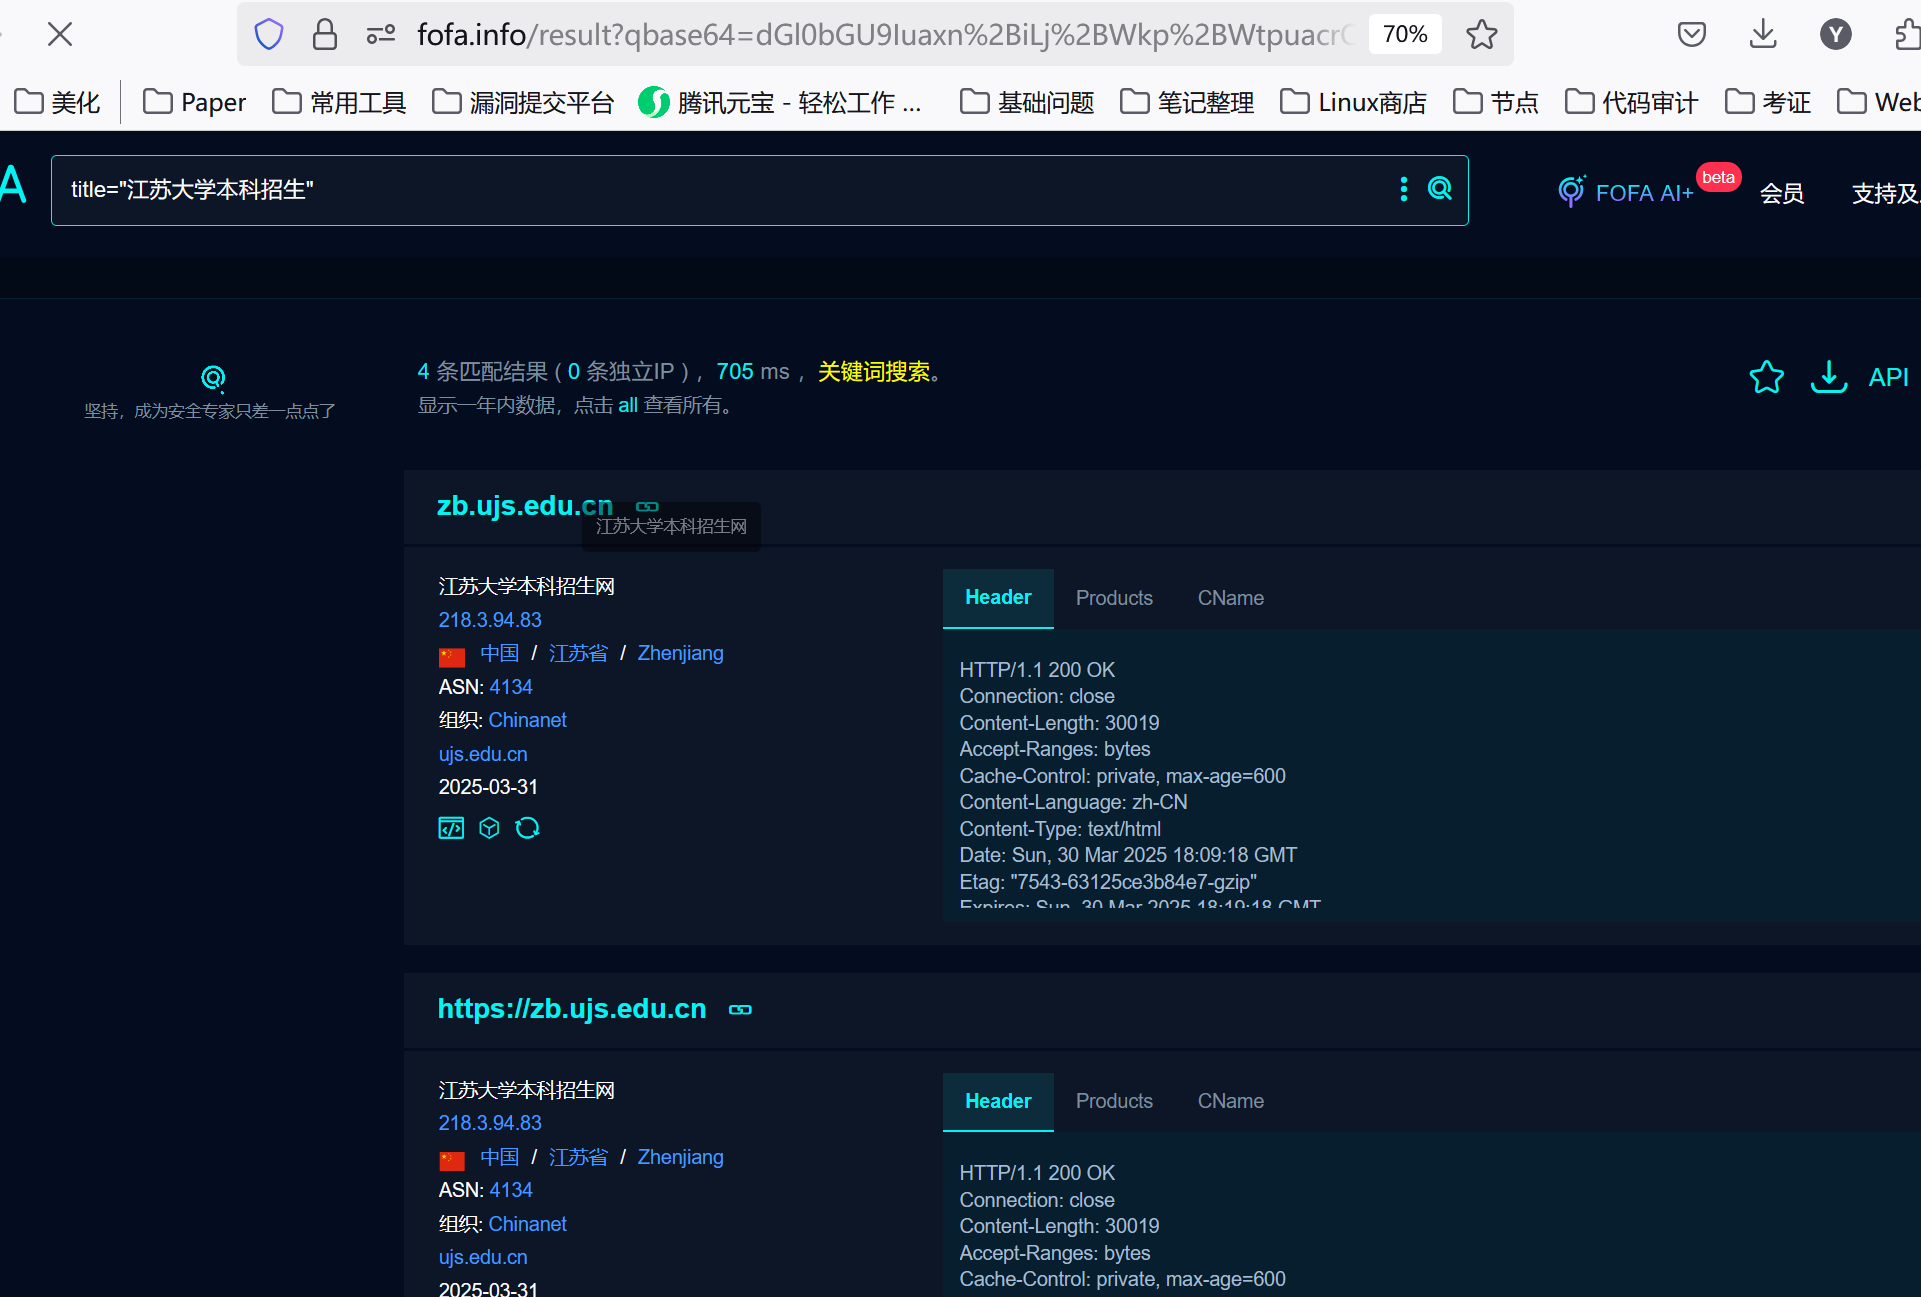 fofa.info/result?qbase64=dGl0bGU9Iuaxn%2BiLj%2BWkp%2BWtpuacr
70%
Y
美化
Paper
常用工具
漏洞提交平台
腾讯元宝 - 轻松工作 ...
基础问题
笔记整理
Linux商店
节点
代码审计
考证
Web
A
title="江苏大学本科招生"
FOFA AI+
beta
会员
支持及
坚持，成为安全专家只差一点点了
4 条匹配结果 ( 0 条独立IP ) ， 705 ms ， 关键词搜索。
显示一年内数据，点击 all 查看所有。
API
zb.ujs.edu.cn
江苏大学本科招生网
江苏大学本科招生网
218.3.94.83
中国 / 江苏省 / Zhenjiang
ASN: 4134
组织: Chinanet
ujs.edu.cn
2025-03-31
Header
Products
CName
HTTP/1.1 200 OK
Connection: close
Content-Length: 30019
Accept-Ranges: bytes
Cache-Control: private, max-age=600
Content-Language: zh-CN
Content-Type: text/html
Date: Sun, 30 Mar 2025 18:09:18 GMT
Etag: "7543-63125ce3b84e7-gzip"
Expires: Sun, 30 Mar 2025 18:19:18 GMT
https://zb.ujs.edu.cn
江苏大学本科招生网
218.3.94.83
中国 / 江苏省 / Zhenjiang
ASN: 4134
组织: Chinanet
ujs.edu.cn
2025-03-31
Header
Products
CName
HTTP/1.1 200 OK
Connection: close
Content-Length: 30019
Accept-Ranges: bytes
Cache-Control: private, max-age=600